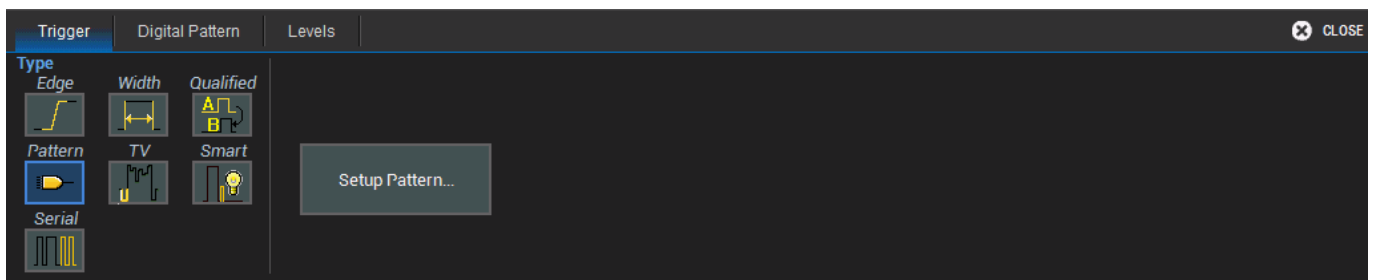 Trigger Digital Pattern Levels CLOSE
Type
Edge Width Qualified
A
B
Pattern TV Smart
U
Setup Pattern...
Serial